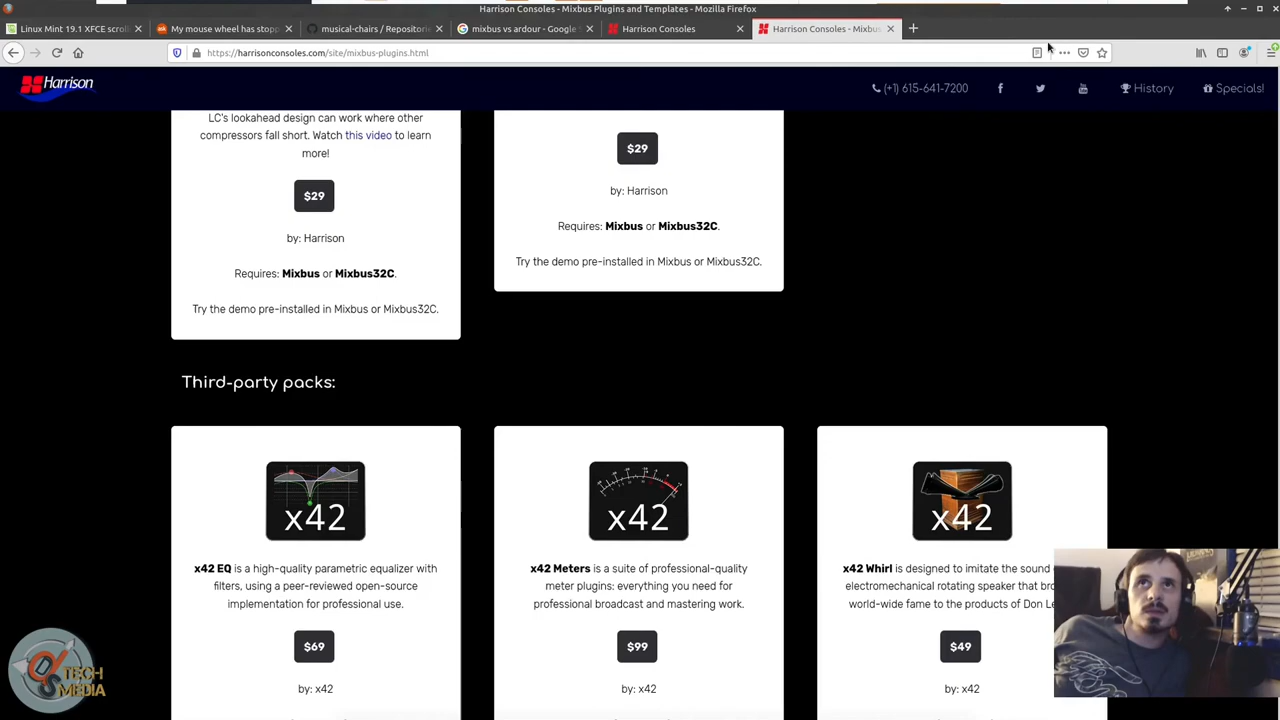 Harrison Consoles - Mixbus Plugins and Templates - Mozilla Firefox
Linux Mint 19.1 XFCE scroll
My mouse wheel has stopp
musical-chairs / Repositorie
mixbus vs ardour - Google S
Harrison Consoles
Harrison Consoles - Mixbus
https://harrisonconsoles.com/site/mixbus-plugins.html
Harrison
(+1) 615-641-7200
History
Specials!
LC's lookahead design can work where other
compressors fall short. Watch this video to learn
more!
$29
by: Harrison
Requires: Mixbus or Mixbus32C.
Try the demo pre-installed in Mixbus or Mixbus32C.
$29
by: Harrison
Requires: Mixbus or Mixbus32C.
Try the demo pre-installed in Mixbus or Mixbus32C.
Third-party packs:
x42
x42 EQ is a high-quality parametric equalizer with
filters, using a peer-reviewed open-source
implementation for professional use.
$69
by: x42
x42
x42 Meters is a suite of professional-quality
meter plugins: everything you need for
professional broadcast and mastering work.
$99
by: x42
x42
x42 Whirl is designed to imitate the sound
electromechanical rotating speaker that br
world-wide fame to the products of Don Le
$49
by: x42
TECH
MEDIA